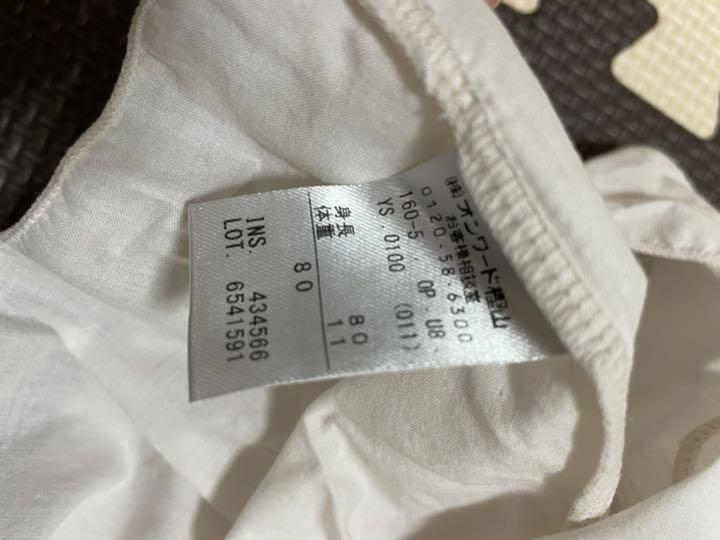 (株)オンワード樫山
お客様相談室
0120.58.6300
160-5 . QP . U8.
YS .0100 (011)
身長 80
体重 11
80
INS. 434566
LOT. 6541591